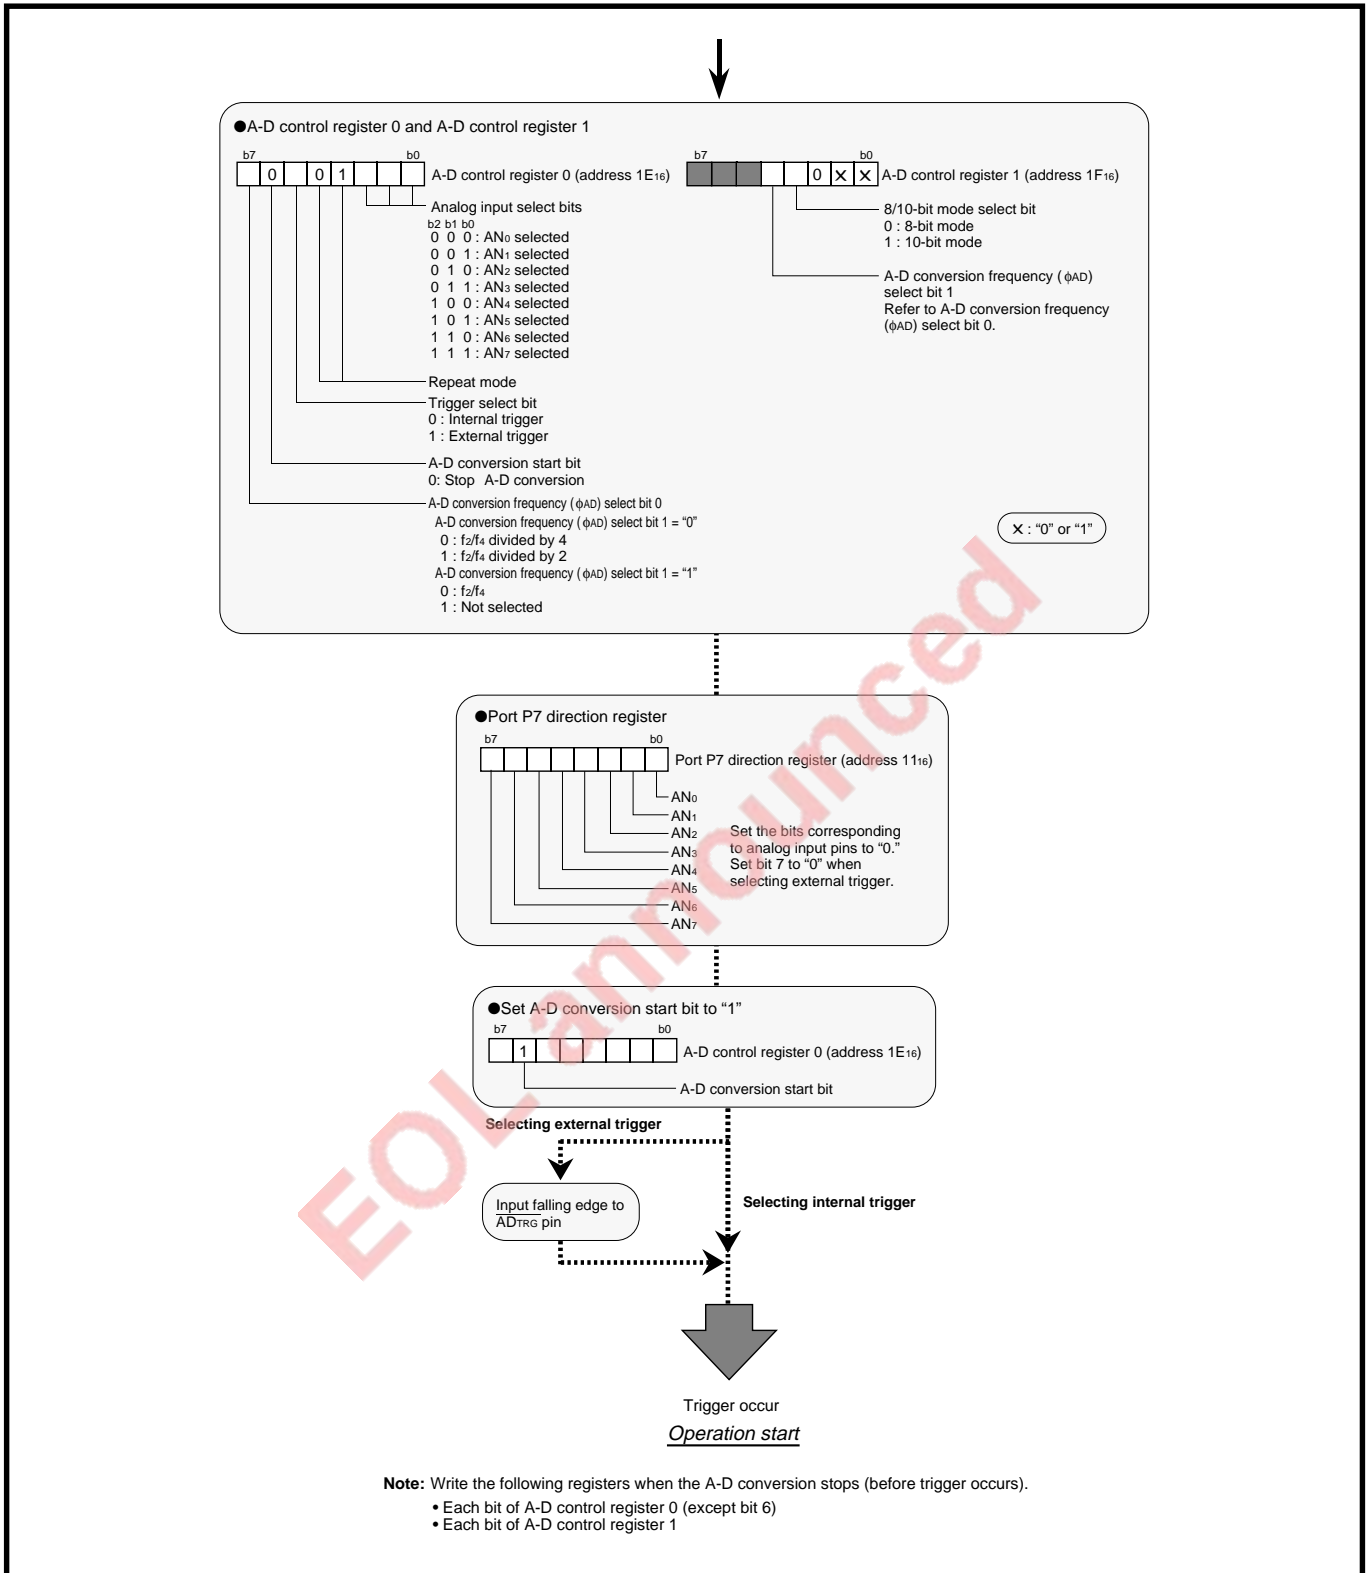 ●A-D control register 0 and A-D control register 1
b7 b0
0 0 1 A-D control register 0 (address 1E16)
Analog input select bits
b2 b1 b0
0 0 0 : AN0 selected
0 0 1 : AN1 selected
0 1 0 : AN2 selected
0 1 1 : AN3 selected
1 0 0 : AN4 selected
1 0 1 : AN5 selected
1 1 0 : AN6 selected
1 1 1 : AN7 selected
Repeat mode
Trigger select bit
0 : Internal trigger
1 : External trigger
A-D conversion start bit
0: Stop A-D conversion
A-D conversion frequency (ϕAD) select bit 0
A-D conversion frequency (ϕAD) select bit 1 = “0”
0 : f2/f4 divided by 4
1 : f2/f4 divided by 2
A-D conversion frequency (ϕAD) select bit 1 = “1”
0 : f2/f4
1 : Not selected
b7 b0
0 ✕ ✕ A-D control register 1 (address 1F16)
8/10-bit mode select bit
0 : 8-bit mode
1 : 10-bit mode
A-D conversion frequency (ϕAD)
select bit 1
Refer to A-D conversion frequency
(ϕAD) select bit 0.
✕ : “0” or “1”
●Port P7 direction register
b7 b0
Port P7 direction register (address 1116)
AN0
AN1
AN2
AN3
AN4
AN5
AN6
AN7
Set the bits corresponding
to analog input pins to “0.”
Set bit 7 to “0” when
selecting external trigger.
●Set A-D conversion start bit to “1”
b7 b0
1 A-D control register 0 (address 1E16)
A-D conversion start bit
Selecting external trigger
Input falling edge to
ADTRG pin
Selecting internal trigger
Trigger occur
Operation start
Note: Write the following registers when the A-D conversion stops (before trigger occurs).
• Each bit of A-D control register 0 (except bit 6)
• Each bit of A-D control register 1
EOL announced